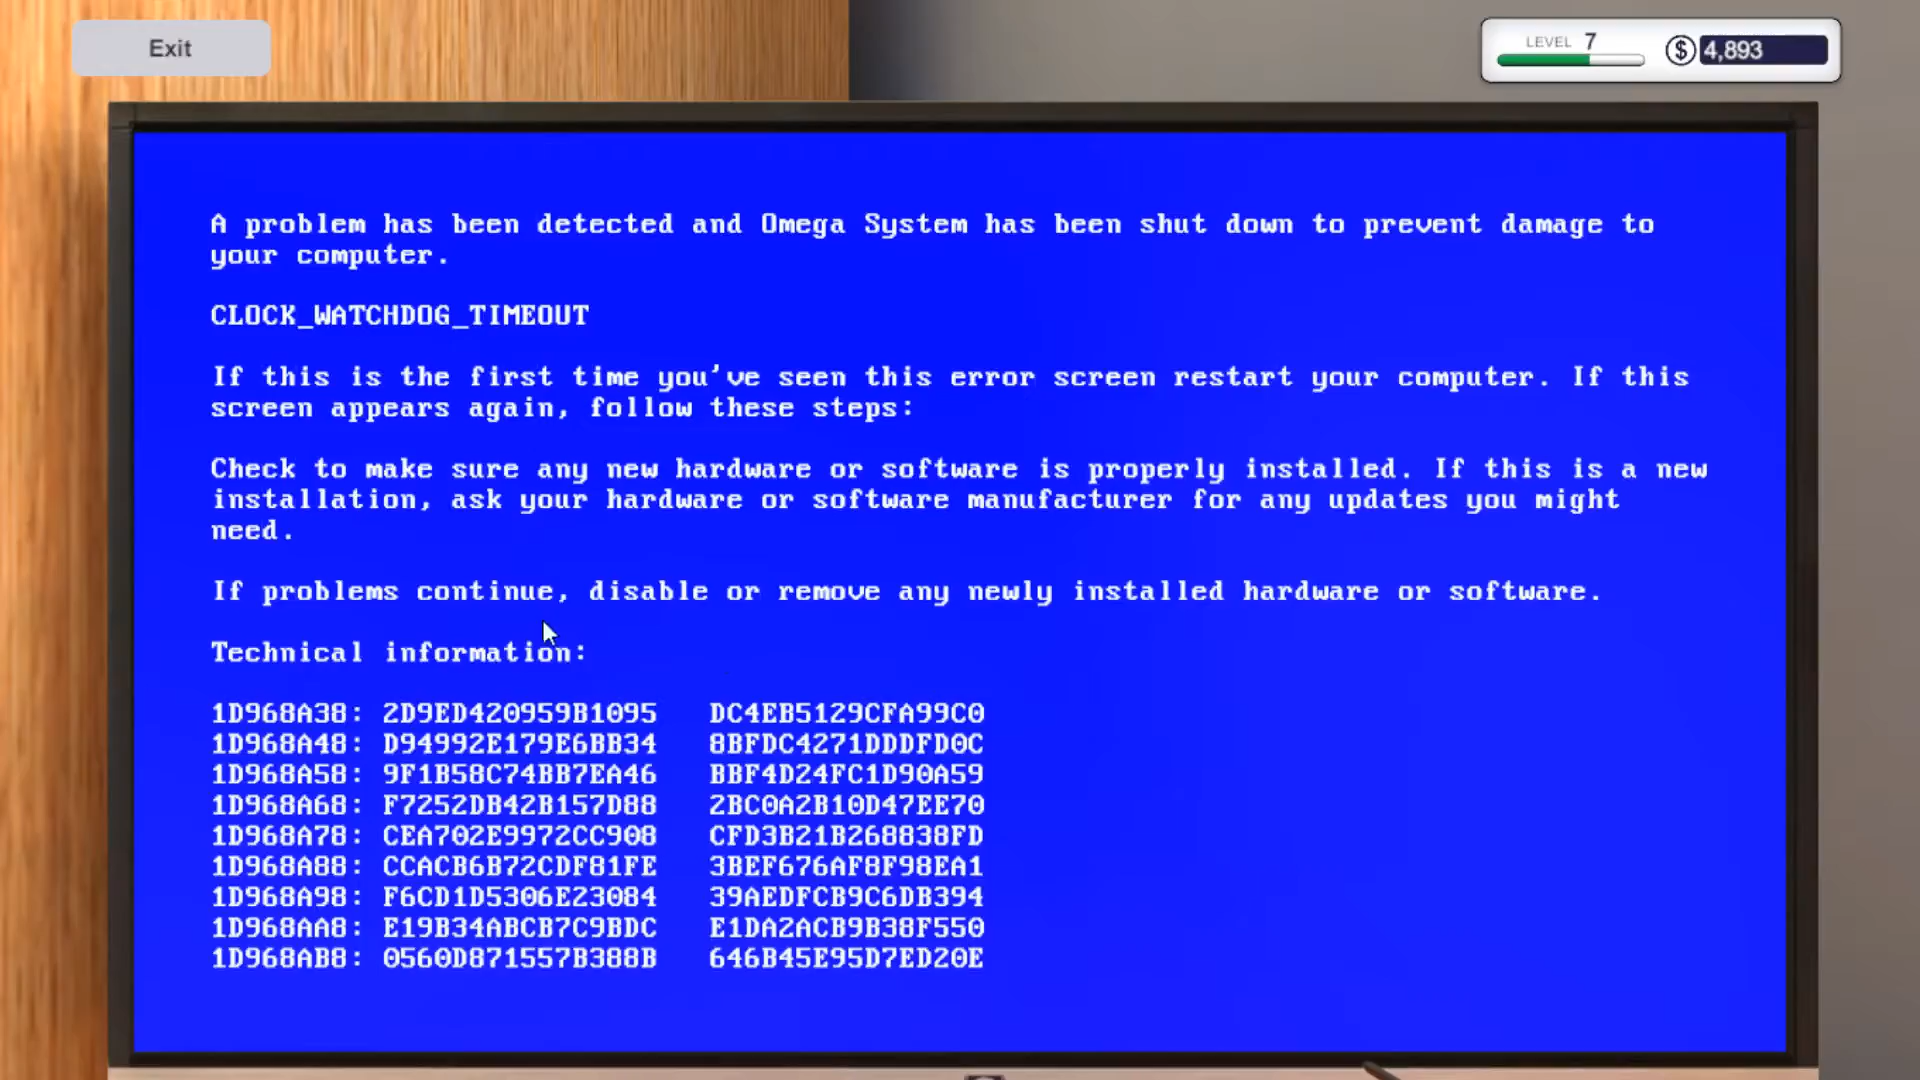 Exit
LEVEL 7
$ 4,893
A problem has been detected and Omega System has been shut down to prevent damage to
your computer.
CLOCK_WATCHDOG_TIMEOUT
If this is the first time you've seen this error screen restart your computer. If this
screen appears again, follow these steps:
Check to make sure any new hardware or software is properly installed. If this is a new
installation, ask your hardware or software manufacturer for any updates you might
need.
If problems continue, disable or remove any newly installed hardware or software.
Technical information:
1D968A38: 2D9ED420959B1095 DC4EB5129CFA99C0
1D968A48: D94992E179E6BB34 8BFDC4271DDDFD0C
1D968A58: 9F1B58C74BB7EA46 BBF4D24FC1D90A59
1D968A68: F7252DB42B157D88 2BC0A2B10D47EE70
1D968A78: CEA702E9972CC908 CFD3B21B268838FD
1D968A88: CCACB6B72CDF81FE 3BEF676AF8F98EA1
1D968A98: F6CD1D5306E23084 39AEDFCB9C6DB394
1D968AA8: E19B34ABCB7C9BDC E1DA2ACB9B38F550
1D968AB8: 0560D871557B388B 646B45E95D7ED20E